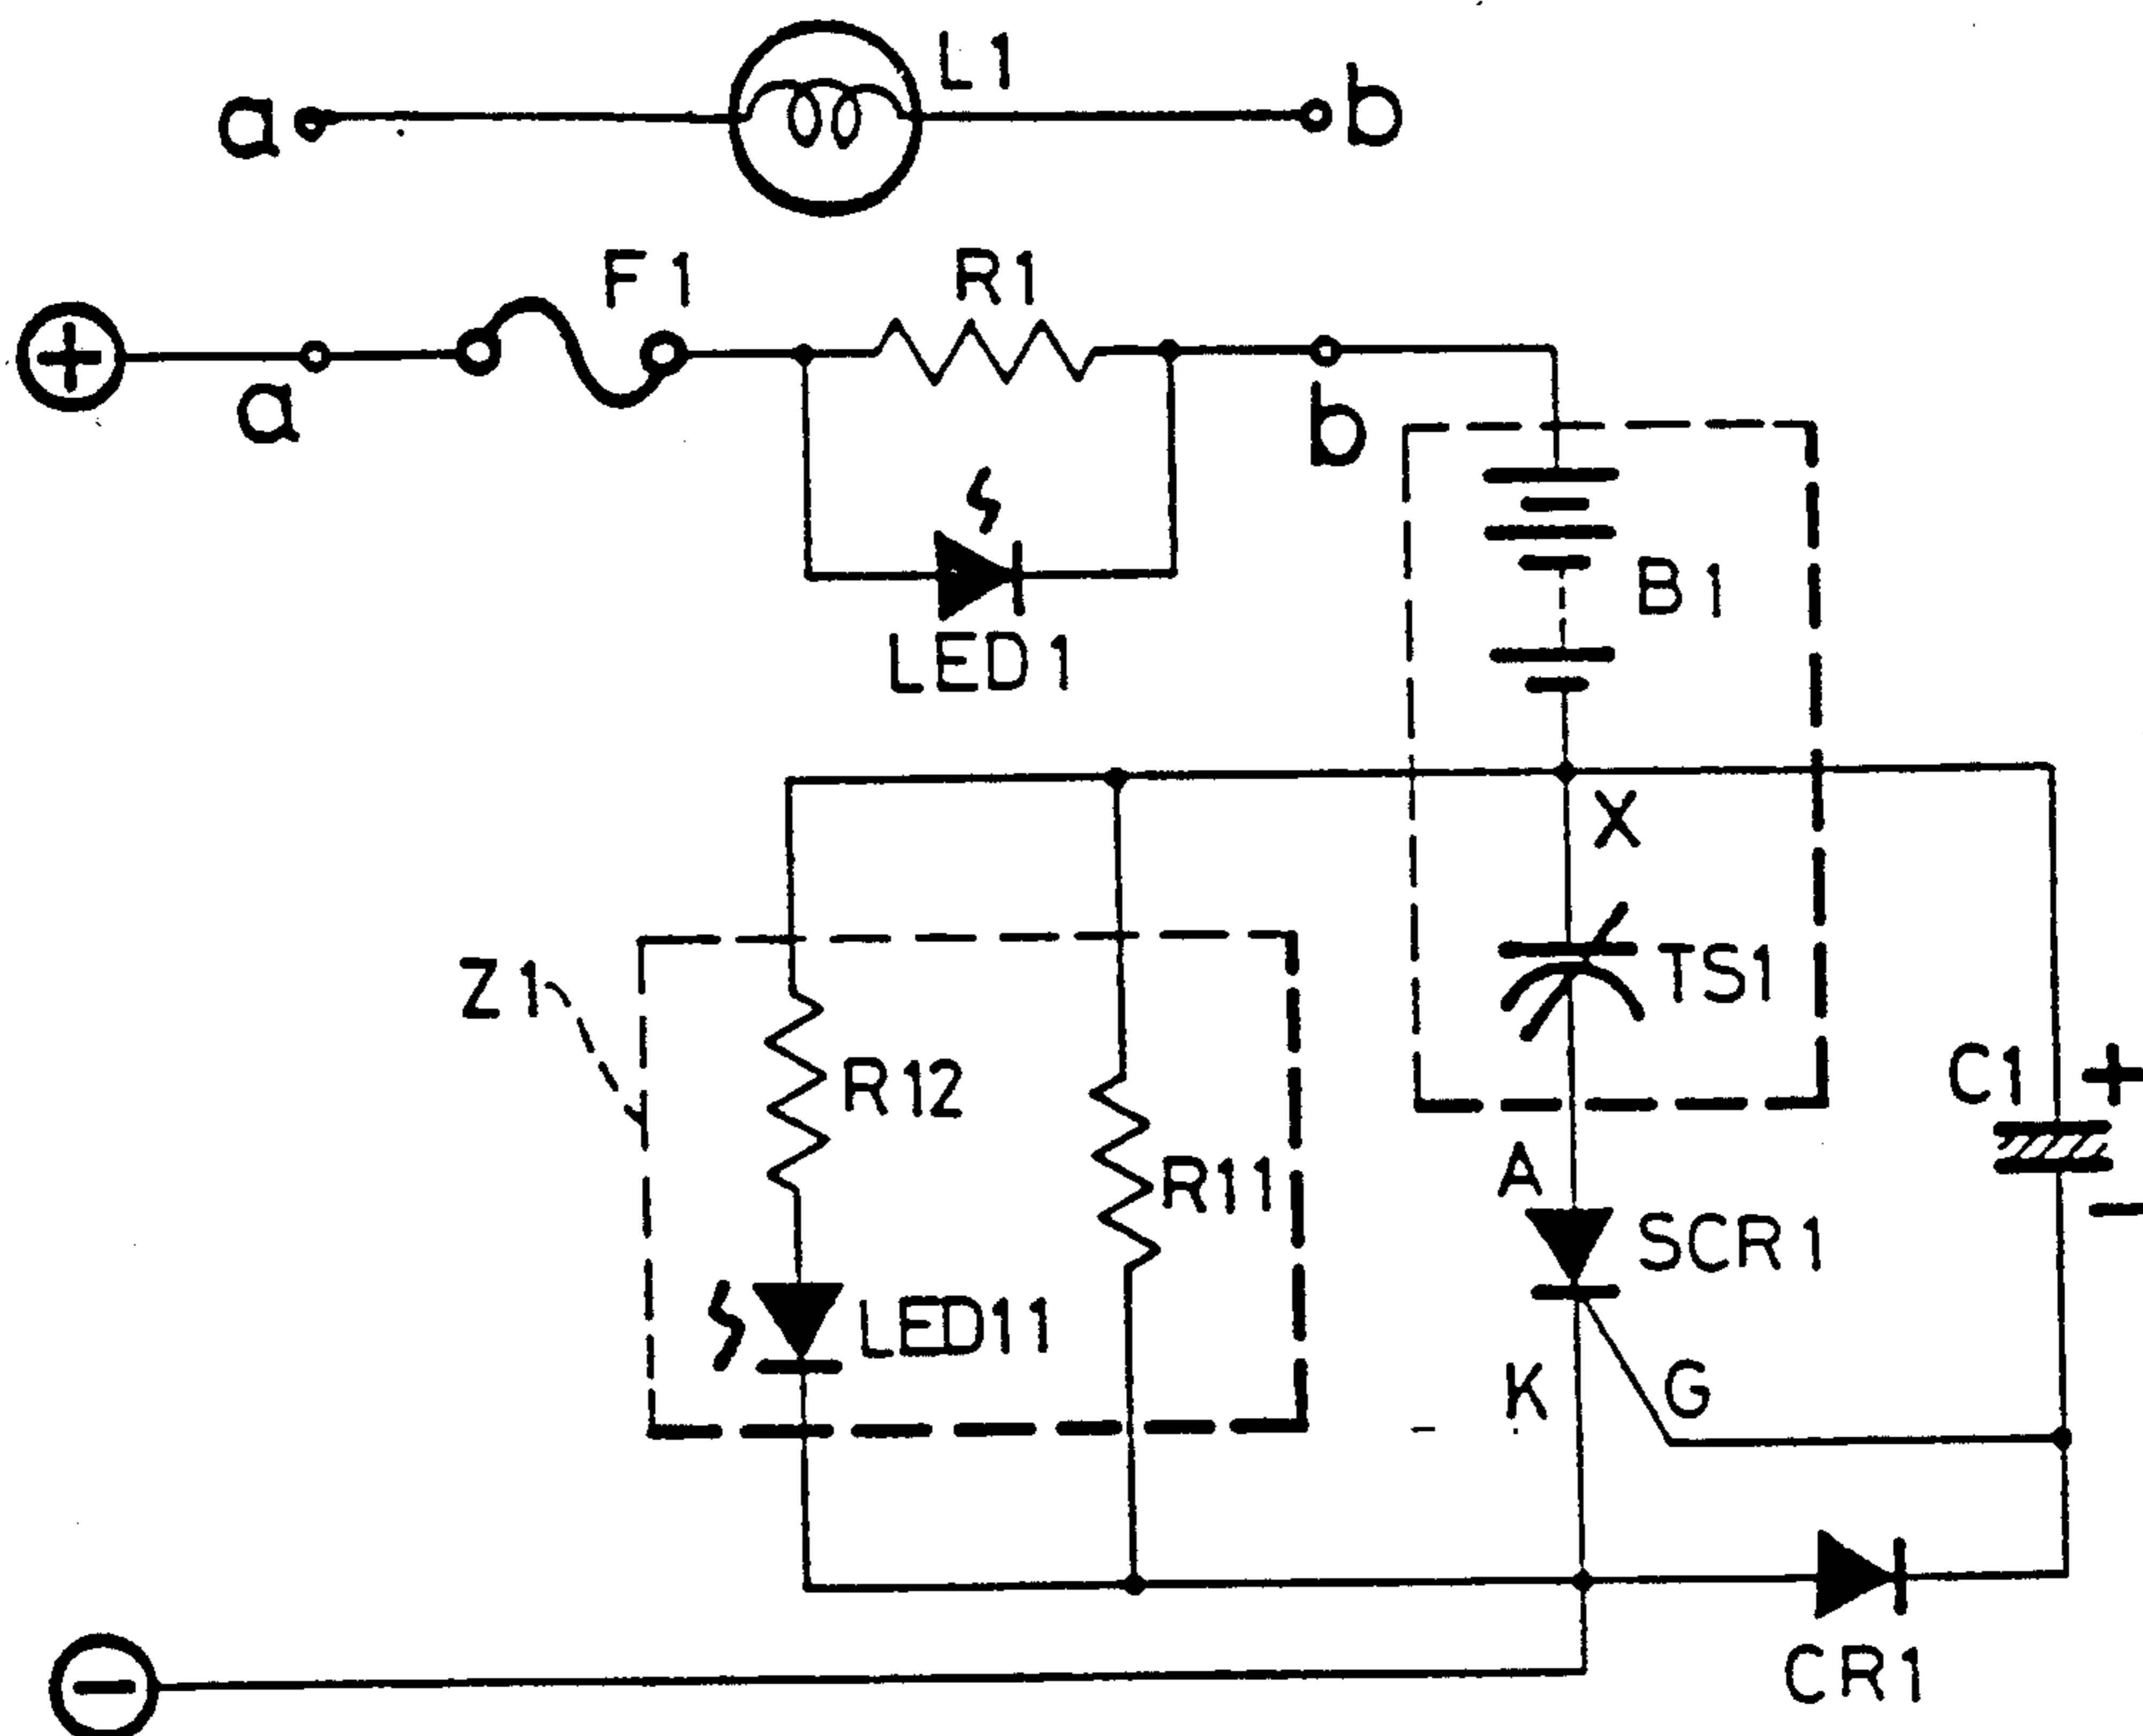 L1
a
b
F1
R1
+
a
b
B1
LED1
X
TS1
Z1
R12
C1
+
R11
A
SCR1
−
LED11
K
G
CR1
−